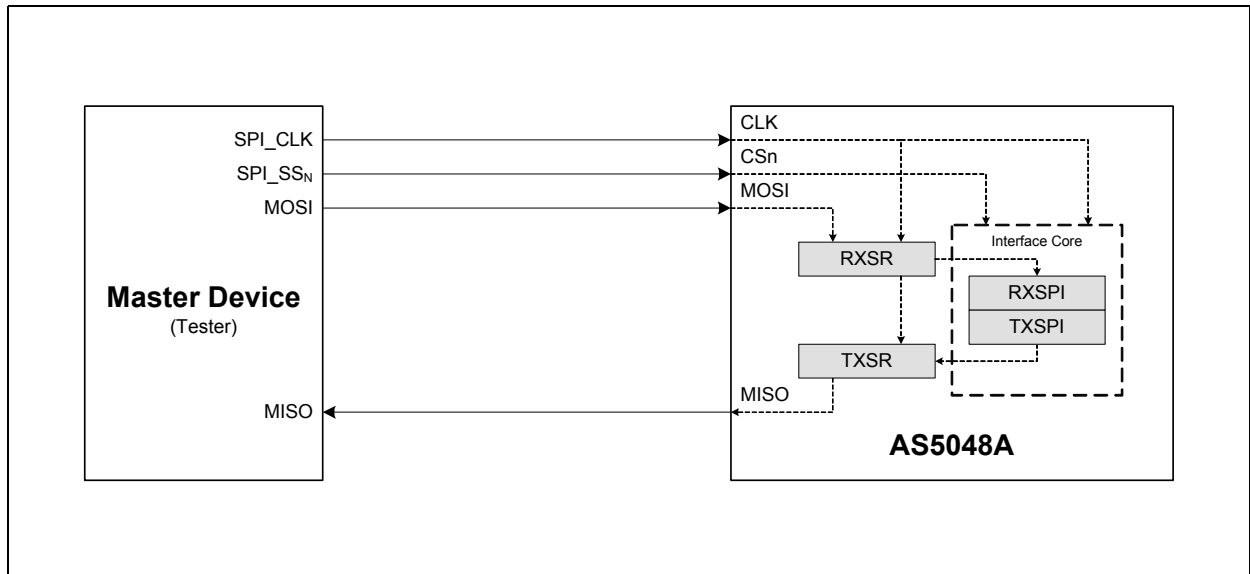 SPI_CLK
SPI_SSN
MOSI
Master Device
(Tester)
MISO
CLK
CSn
MOSI
Interface Core
RXSR
RXSPI
TXSPI
TXSR
MISO
AS5048A